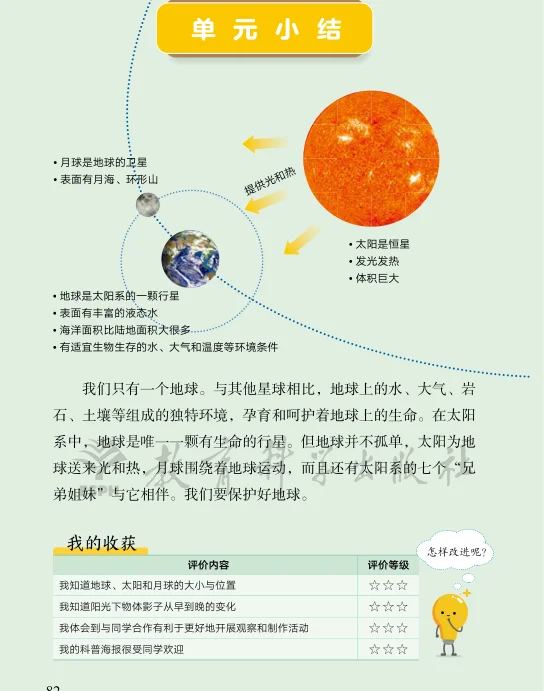 单元小结
• 月球是地球的卫星
• 表面有月海、环形山
提供光和热
• 太阳是恒星
• 发光发热
• 体积巨大
• 地球是太阳系的一颗行星
• 表面有丰富的液态水
• 海洋面积比陆地面积大很多
• 有适宜生物生存的水、大气和温度等环境条件
我们只有一个地球。与其他星球相比，地球上的水、大气、岩
石、土壤等组成的独特环境，孕育和呵护着地球上的生命。在太阳
系中，地球是唯一一颗有生命的行星。但地球并不孤单，太阳为地
球送来光和热，月球围绕着地球运动，而且还有太阳系的七个“兄
弟姐妹”与它相伴。我们要保护好地球。
教育科学出版社
我的收获
怎样改进呢？
评价内容 评价等级
我知道地球、太阳和月球的大小与位置 ☆☆☆
我知道阳光下物体影子从早到晚的变化 ☆☆☆
我体会到与同学合作有利于更好地开展观察和制作活动 ☆☆☆
我的科普海报很受同学欢迎 ☆☆☆
82